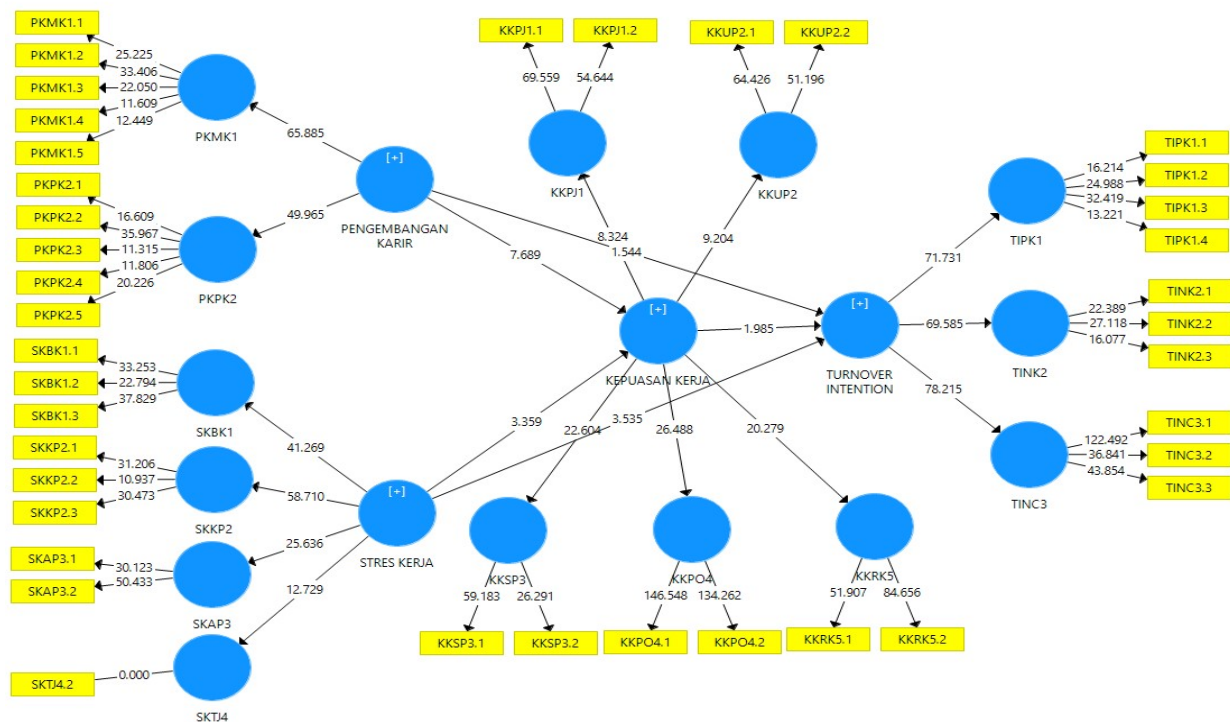 PKMK1.1
PKMK1.2
PKMK1.3
PKMK1.4
PKMK1.5
25.225
33.406
22.050
11.609
12.449
PKMK1
65.885
PKPK2.1
PKPK2.2
PKPK2.3
PKPK2.4
PKPK2.5
16.609
35.967
11.315
11.806
20.226
PKPK2
49.965
[+]
PENGEMBANGAN
KARIR
7.689
1.544
KKPJ1.1
KKPJ1.2
69.559
54.644
KKPJ1
8.324
KKUP2.1
KKUP2.2
64.426
51.196
KKUP2
9.204
[+]
KEPUASAN KERJA
1.985
[+]
TURNOVER
INTENTION
71.731
69.585
78.215
TIPK1
16.214
24.988
32.419
13.221
TIPK1.1
TIPK1.2
TIPK1.3
TIPK1.4
TINK2
22.389
27.118
16.077
TINK2.1
TINK2.2
TINK2.3
TINC3
122.492
36.841
43.854
TINC3.1
TINC3.2
TINC3.3
SKBK1.1
SKBK1.2
SKBK1.3
33.253
22.794
37.829
SKBK1
41.269
SKKP2.1
SKKP2.2
SKKP2.3
31.206
10.937
30.473
SKKP2
58.710
SKAP3.1
SKAP3.2
30.123
50.433
SKAP3
25.636
SKTJ4.2
0.000
SKTJ4
12.729
[+]
STRES KERJA
3.359
3.535
22.604
26.488
20.279
KKSP3
59.183
26.291
KKSP3.1
KKSP3.2
KKPO4
146.548
134.262
KKPO4.1
KKPO4.2
KKRK5
51.907
84.656
KKRK5.1
KKRK5.2